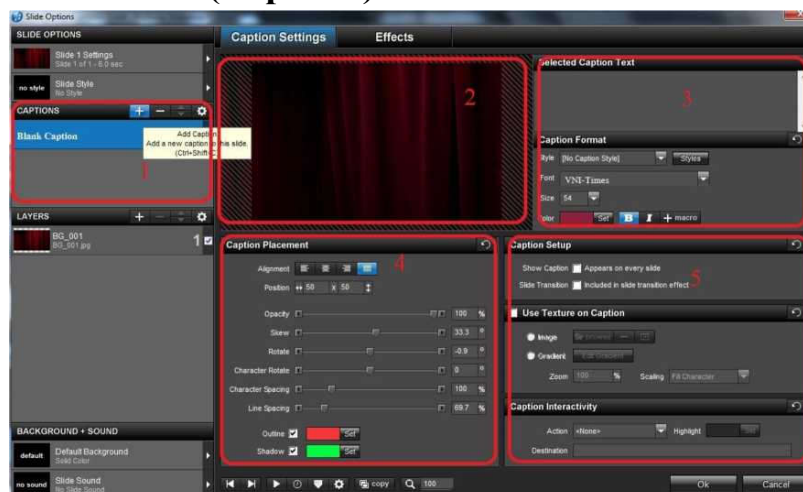 Slide Options
SLIDE OPTIONS
Slide 1 Settings
Slide 1 of 1 - 8.0 sec
no style
Slide Style
No Style
CAPTIONS
Blank Caption
Add Caption
Add a new caption to this slide.
(Ctrl+Shift+C)
1
LAYERS
BG_001
BG_001.jpg
1
BACKGROUND + SOUND
default
Default Background
Solid Color
no sound
Slide Sound
No Slide Sound
Caption Settings
Effects
2
Selected Caption Text
3
Caption Format
Style [No Caption Style] Styles
Font VNI-Times
Size 54
Color Set B I + macro
Caption Placement
4
Alignment
Position 50 x 50
Opacity 100 %
Skew 33.3 º
Rotate -0.9 º
Character Rotate 0 º
Character Spacing 100 %
Line Spacing 69.7 %
Outline Set
Shadow Set
Caption Setup
Show Caption Appears on every slide
5
Slide Transition Included in slide transition effect
Use Texture on Caption
Image
Gradient Edit Gradient
Zoom 100 % Scaling Fill Character
Caption Interactivity
Action <None> Highlight Set
Destination
copy 100
Ok Cancel